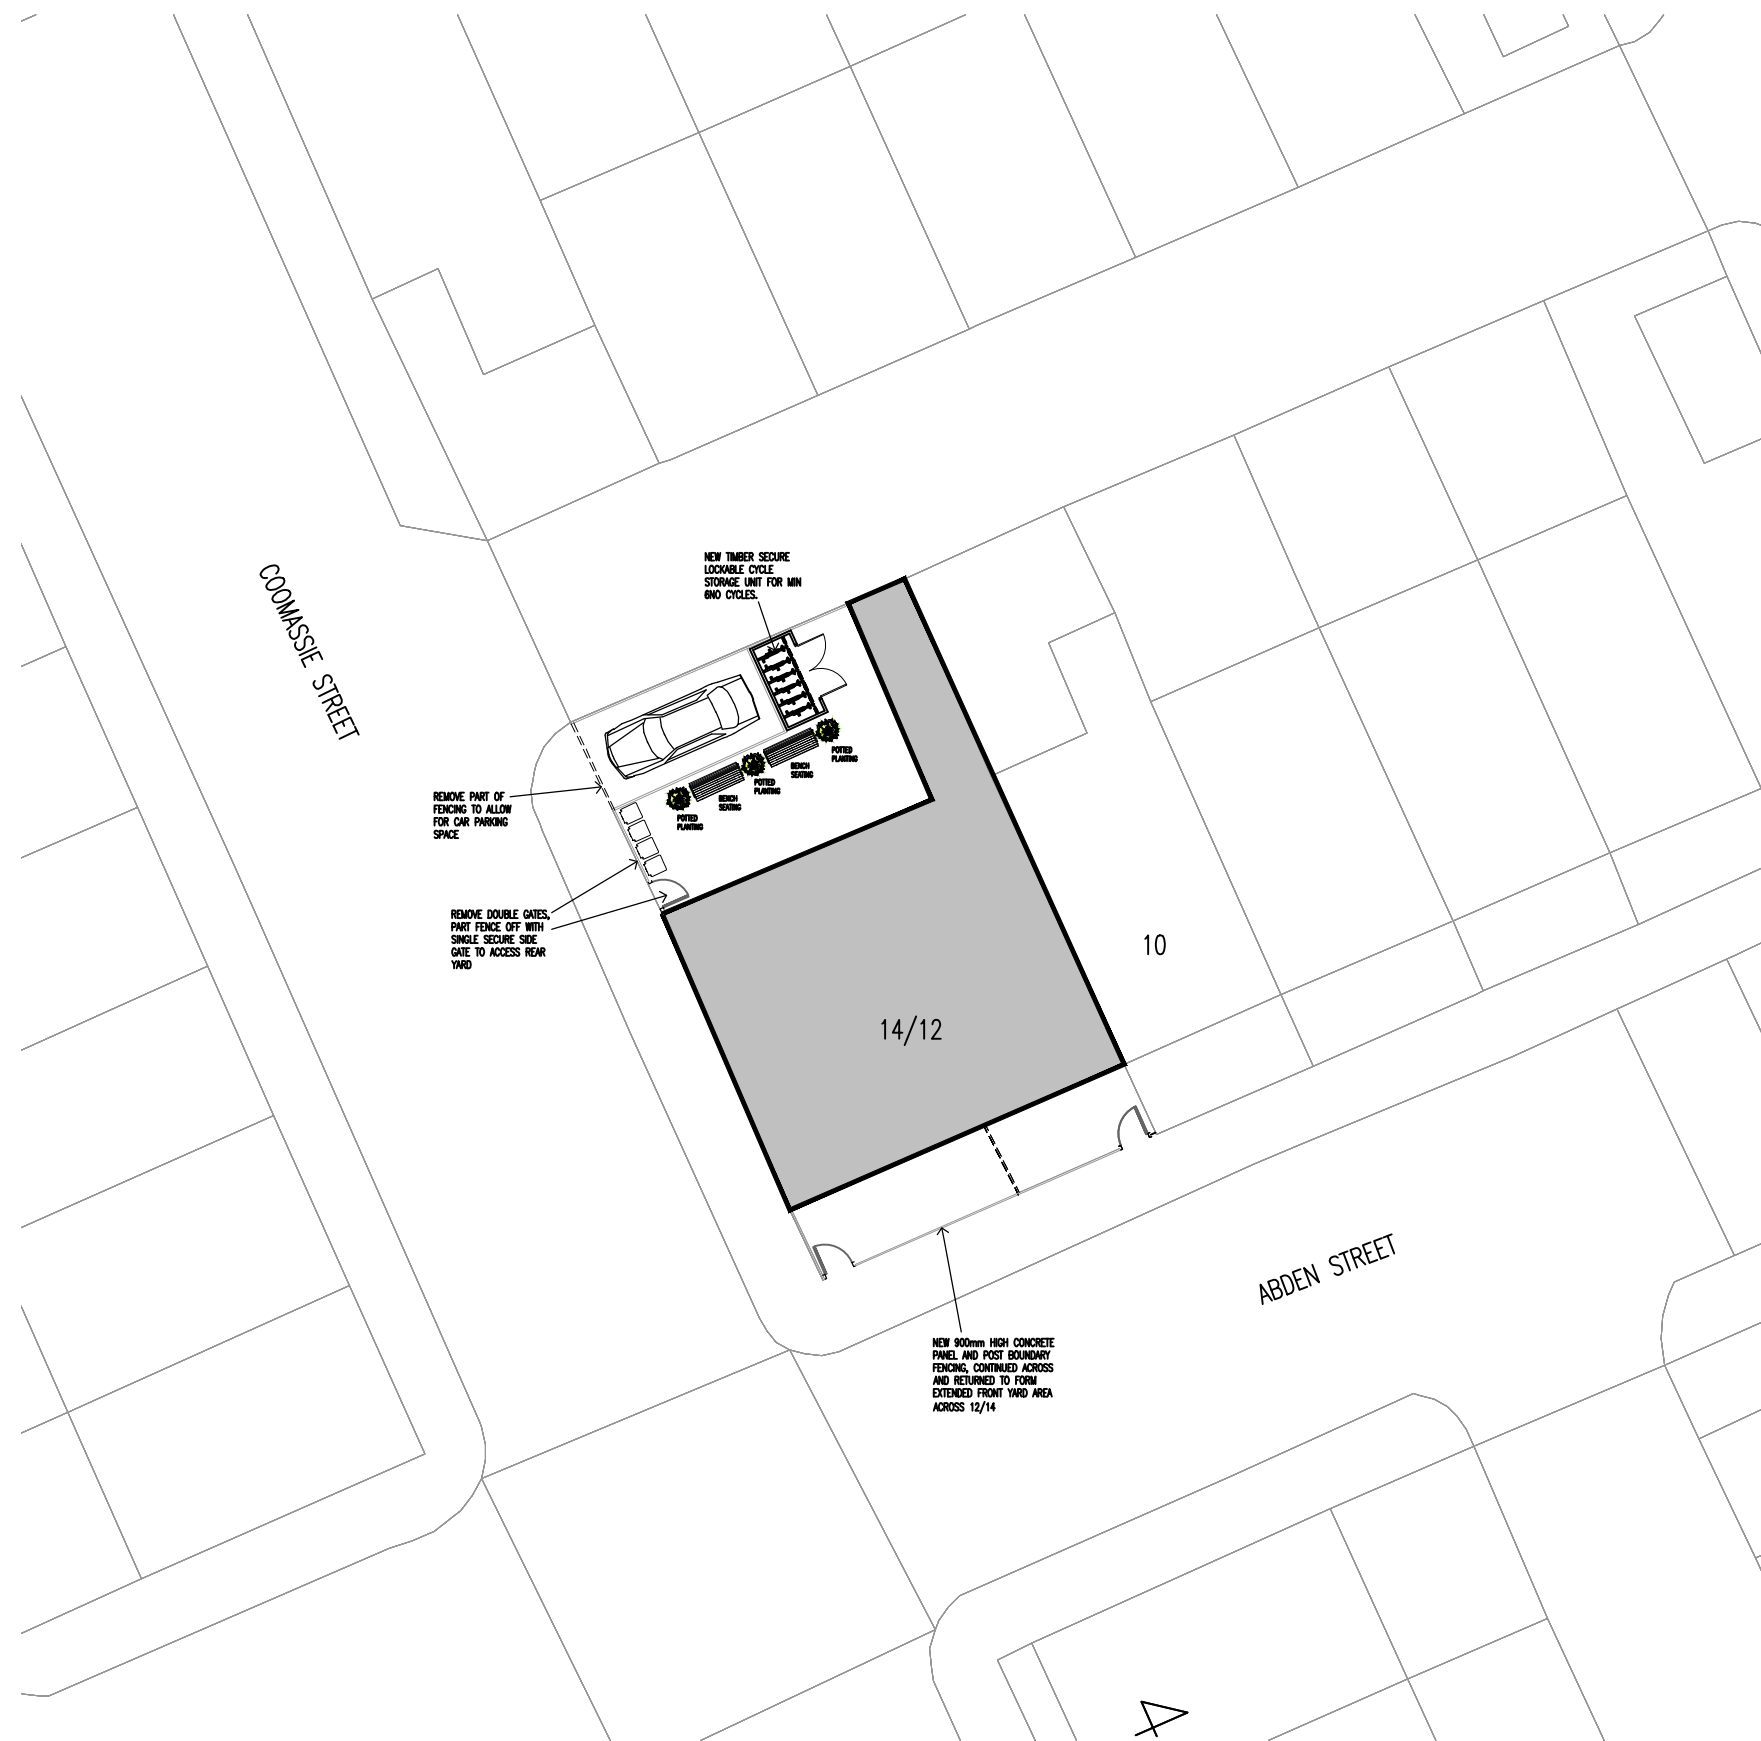 NEW TIMBER SECURE
LOCKABLE CYCLE
STORAGE UNIT FOR MIN
6NO CYCLES.
COOMASSIE STREET
POTTED
PLANTING
BENCH
SEATING
POTTED
PLANTING
BENCH
SEATING
POTTED
PLANTING
REMOVE PART OF
FENCING TO ALLOW
FOR CAR PARKING
SPACE
REMOVE DOUBLE GATES,
PART FENCE OFF WITH
SINGLE SECURE SIDE
GATE TO ACCESS REAR
YARD
10
14/12
ABDEN STREET
NEW 900mm HIGH CONCRETE
PANEL AND POST BOUNDARY
FENCING, CONTINUED ACROSS
AND RETURNED TO FORM
EXTENDED FRONT YARD AREA
ACROSS 12/14
4